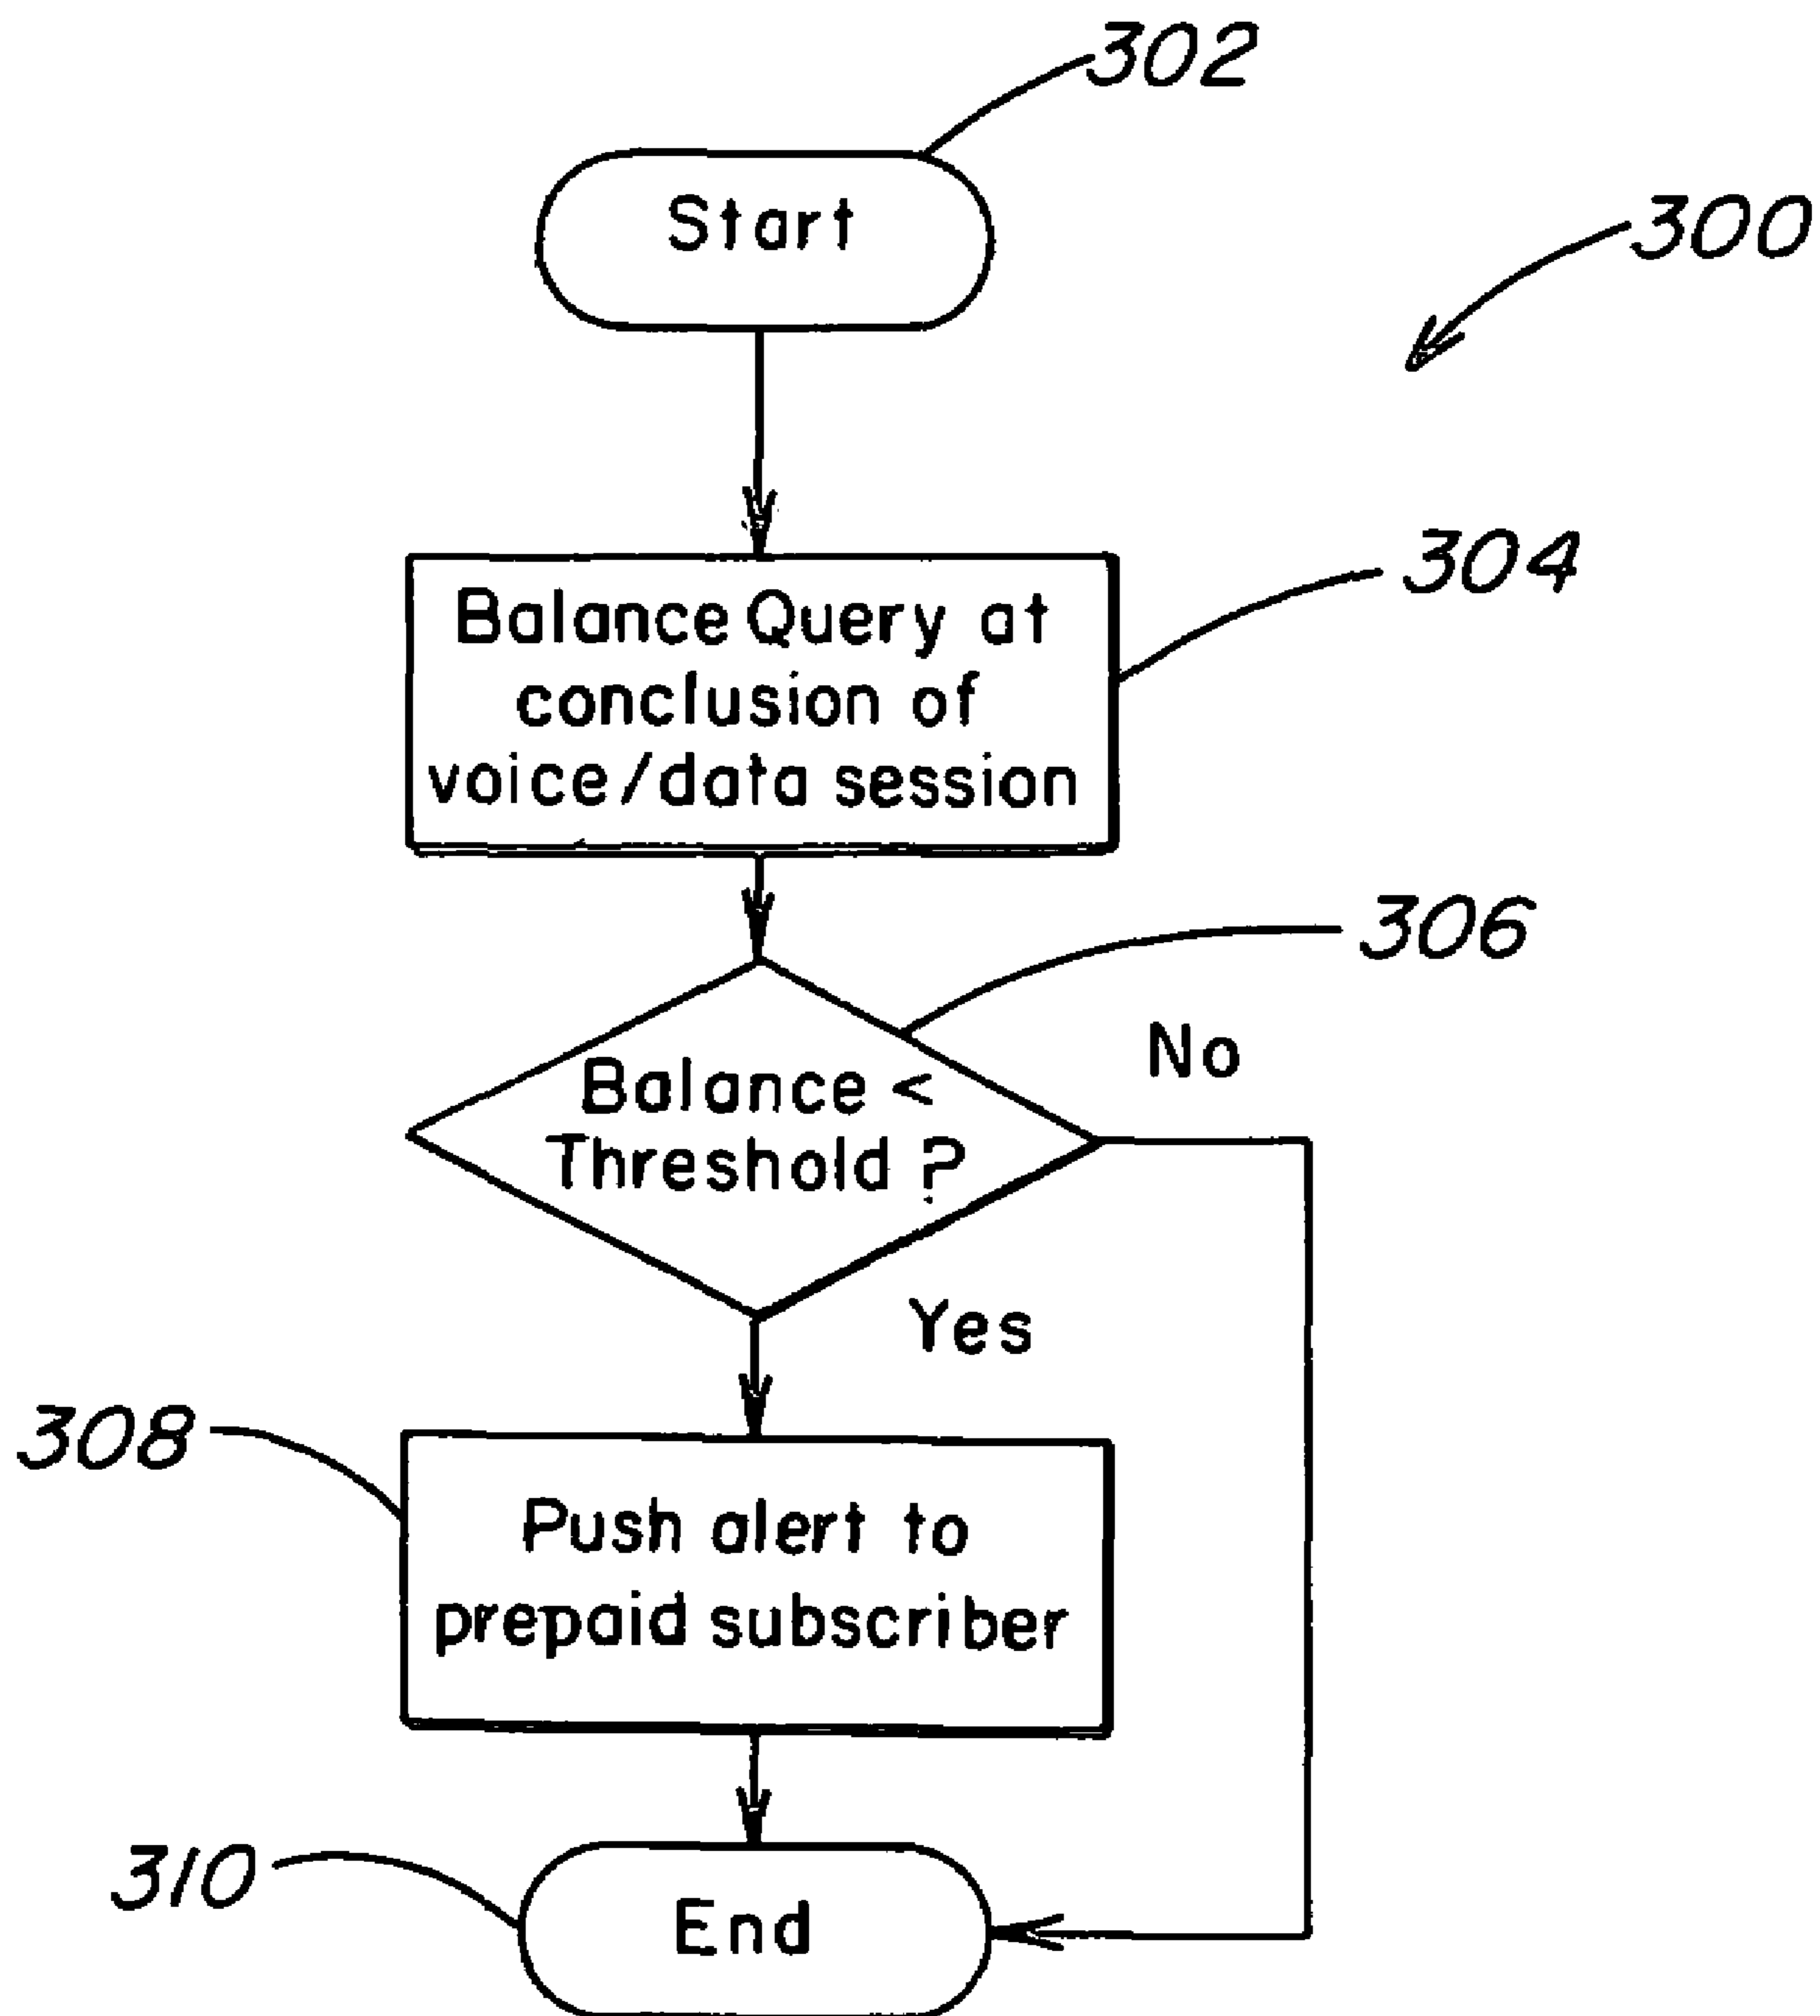 302
Start
300
Balance Query at
conclusion of
voice/data session
304
306
Balance <
Threshold ?
No
Yes
308
Push alert to
prepaid subscriber
310
End